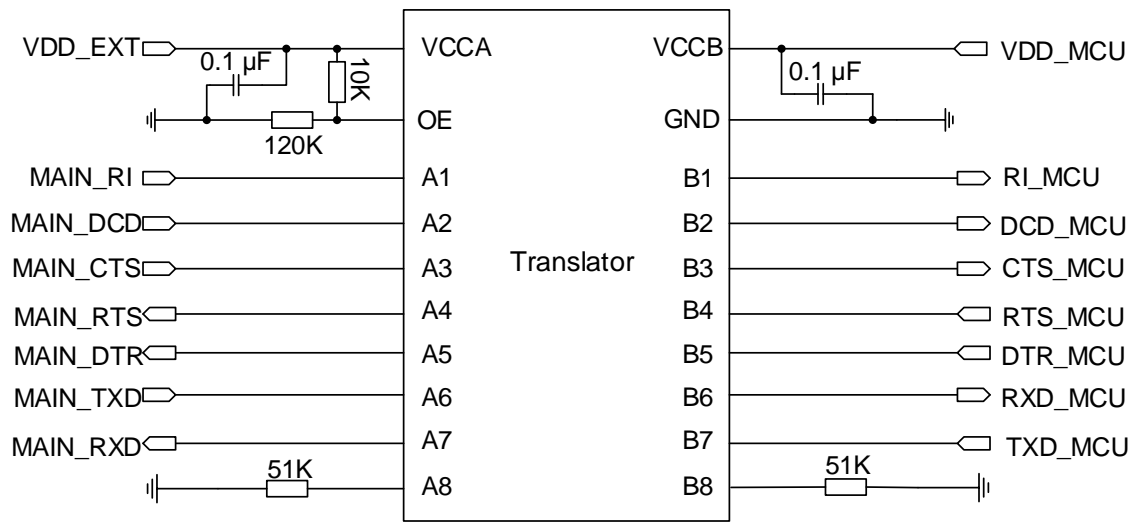 VDD_EXT
0.1 µF
10K
120K
VCCA
OE
VCCB
GND
0.1 µF
VDD_MCU
MAIN_RI
A1
B1
RI_MCU
MAIN_DCD
A2
B2
DCD_MCU
MAIN_CTS
A3
Translator
B3
CTS_MCU
MAIN_RTS
A4
B4
RTS_MCU
MAIN_DTR
A5
B5
DTR_MCU
MAIN_TXD
A6
B6
RXD_MCU
MAIN_RXD
A7
B7
TXD_MCU
51K
A8
B8
51K